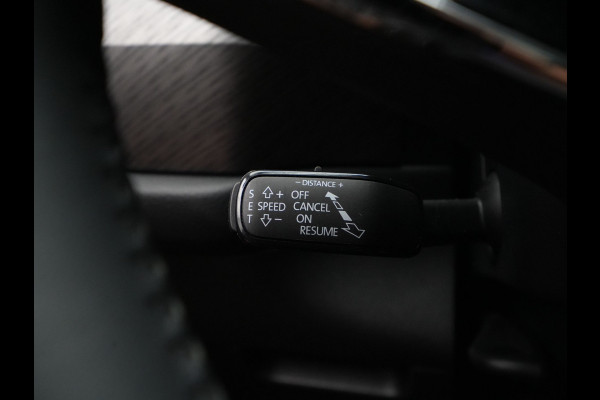 – DISTANCE +
S + OFF
E SPEED CANCEL
T – ON
RESUME